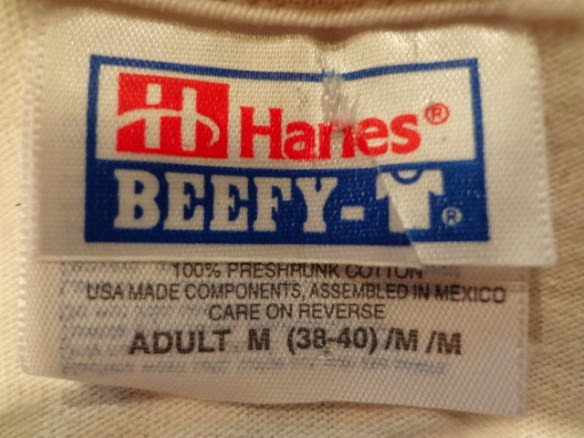 Hanes®
BEEFY-T®
100% PRESHRUNK COTTON
USA MADE COMPONENTS, ASSEMBLED IN MEXICO
CARE ON REVERSE
ADULT M (38-40) /M /M